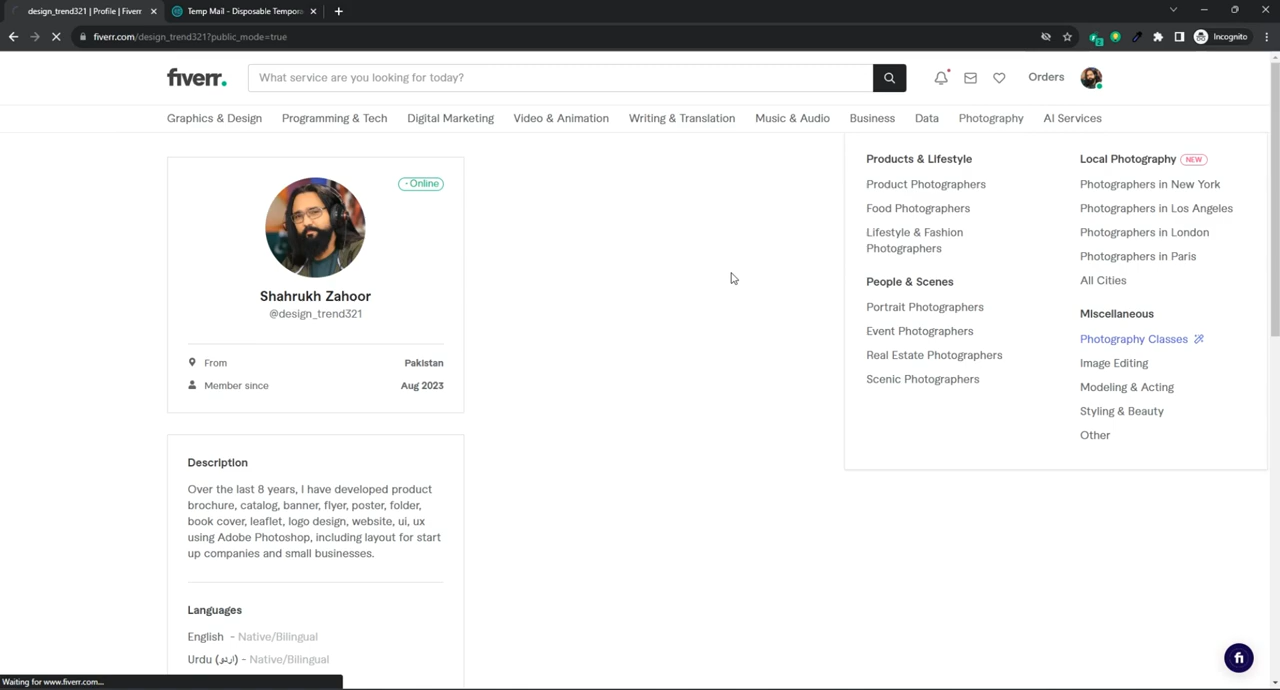 design_trend321 | Profile | Fiverr
Temp Mail - Disposable Tempora
fiverr.com/design_trend321?public_mode=true
2
Incognito
fiverr.
What service are you looking for today?
Orders
Graphics & Design
Programming & Tech
Digital Marketing
Video & Animation
Writing & Translation
Music & Audio
Business
Data
Photography
AI Services
- Online
Shahrukh Zahoor
@design_trend321
From Pakistan
Member since Aug 2023
Description
Over the last 8 years, I have developed product
brochure, catalog, banner, flyer, poster, folder,
book cover, leaflet, logo design, website, ui, ux
using Adobe Photoshop, including layout for start
up companies and small businesses.
Languages
English - Native/Bilingual
Urdu (اردو) - Native/Bilingual
Products & Lifestyle
Product Photographers
Food Photographers
Lifestyle & Fashion
Photographers
People & Scenes
Portrait Photographers
Event Photographers
Real Estate Photographers
Scenic Photographers
Local Photography NEW
Photographers in New York
Photographers in Los Angeles
Photographers in London
Photographers in Paris
All Cities
Miscellaneous
Photography Classes
Image Editing
Modeling & Acting
Styling & Beauty
Other
fi
Waiting for www.fiverr.com...